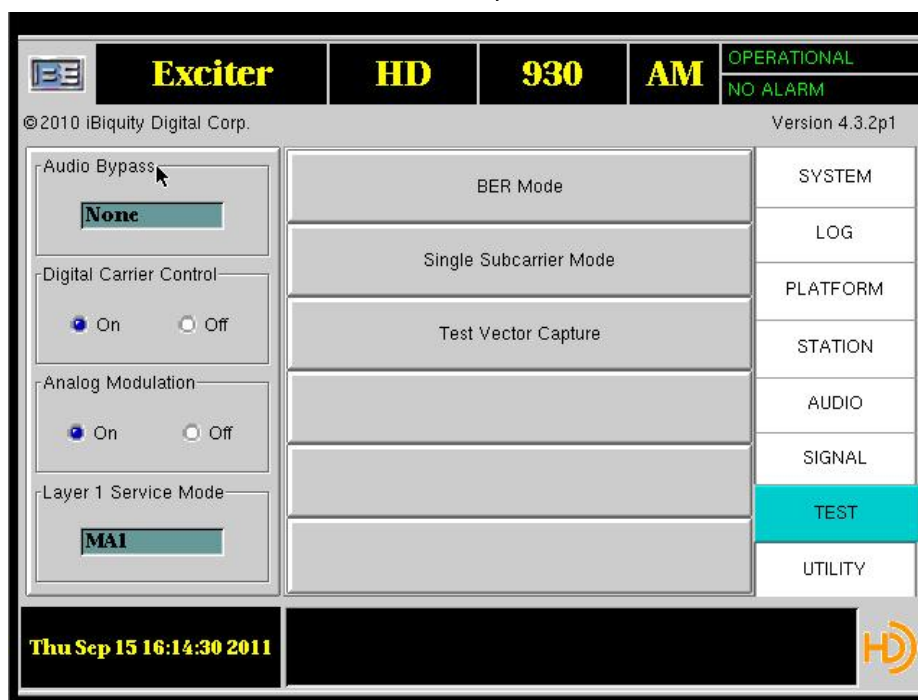 BE
Exciter
HD
930
AM
OPERATIONAL
NO ALARM
©2010 iBiquity Digital Corp.
Version 4.3.2p1
Audio Bypass
None
Digital Carrier Control
On Off
Analog Modulation
On Off
Layer 1 Service Mode
MA1
BER Mode
Single Subcarrier Mode
Test Vector Capture
SYSTEM
LOG
PLATFORM
STATION
AUDIO
SIGNAL
TEST
UTILITY
Thu Sep 15 16:14:30 2011
HD